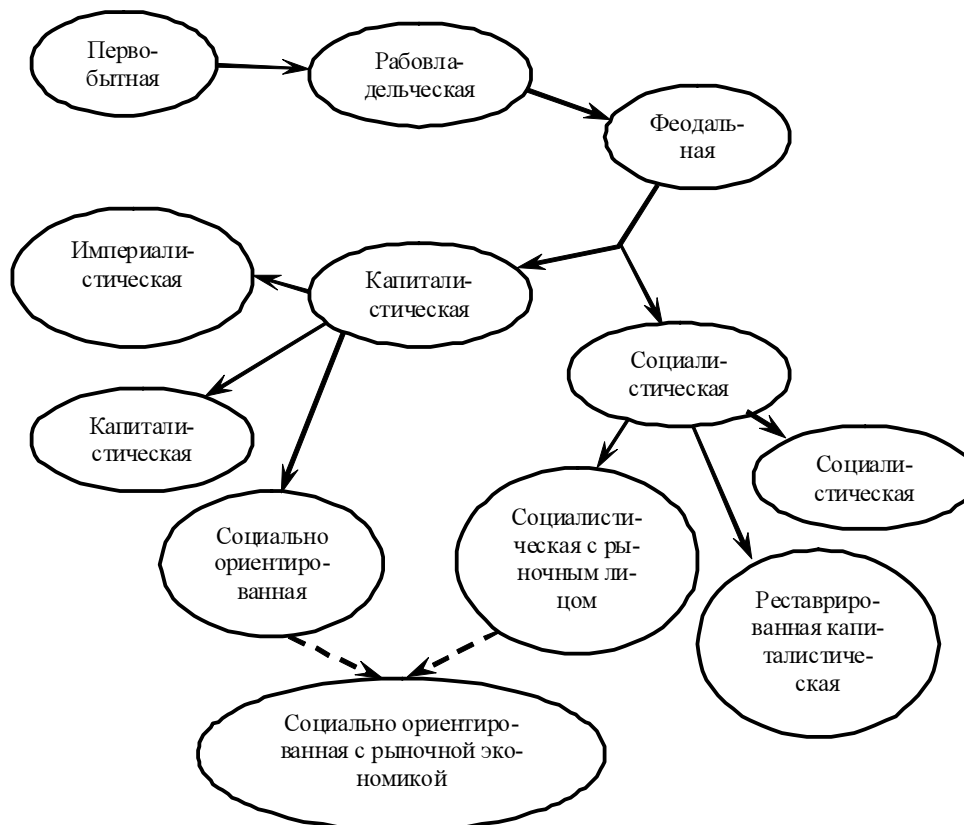 Перво-
бытная
Рабовла-
дельческая
Феодаль-
ная
Империали-
стическая
Капитали-
стическая
Социали-
стическая
Капитали-
стическая
Социали-
стическая
Социально
ориентиро-
ванная
Социалисти-
ческая с ры-
ночным ли-
цом
Реставриро-
ванная капи-
талистиче-
ская
Социально ориентиро-
ванная с рыночной эко-
номикой